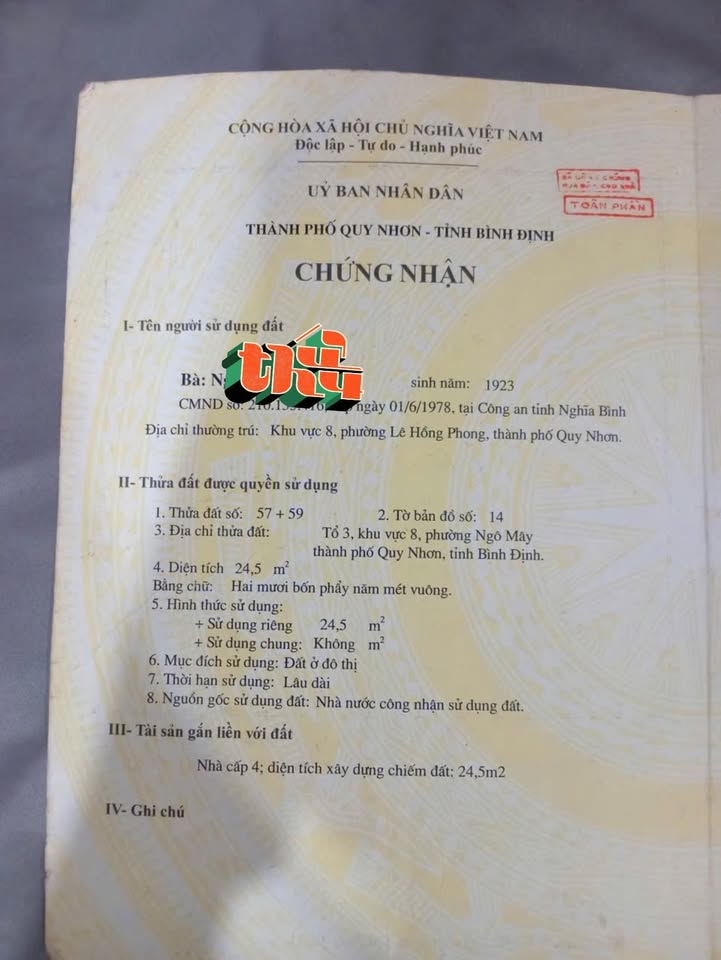 CỘNG HÒA XÃ HỘI CHỦ NGHĨA VIỆT NAM
Độc lập - Tự do - Hạnh phúc
UỶ BAN NHÂN DÂN
THÀNH PHỐ QUY NHƠN - TỈNH BÌNH ĐỊNH
TOÀN PHẦN
CHỨNG NHẬN
I- Tên người sử dụng đất
Bà: sinh năm: 1923
CMND số: ngày 01/6/1978, tại Công an tỉnh Nghĩa Bình
Địa chỉ thường trú: Khu vực 8, phường Lê Hồng Phong, thành phố Quy Nhơn.
II- Thửa đất được quyền sử dụng
1. Thửa đất số: 57 + 59 2. Tờ bản đồ số: 14
3. Địa chỉ thửa đất: Tổ 3, khu vực 8, phường Ngô Mây
thành phố Quy Nhơn, tỉnh Bình Định.
4. Diện tích 24,5 m²
Bằng chữ: Hai mươi bốn phẩy năm mét vuông.
5. Hình thức sử dụng:
+ Sử dụng riêng 24,5 m²
+ Sử dụng chung: Không m²
6. Mục đích sử dụng: Đất ở đô thị
7. Thời hạn sử dụng: Lâu dài
8. Nguồn gốc sử dụng đất: Nhà nước công nhận sử dụng đất.
III- Tài sản gắn liền với đất
Nhà cấp 4; diện tích xây dựng chiếm đất: 24,5m2
IV- Ghi chú